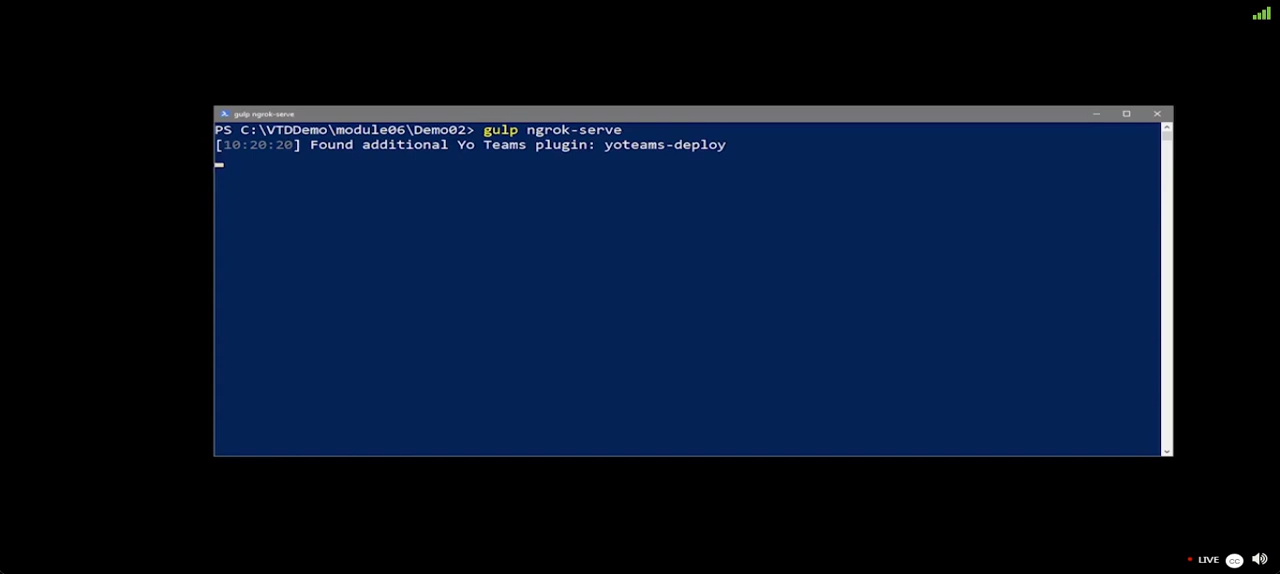 gulp ngrok-serve
PS C:\VTDDemo\module06\Demo02> gulp ngrok-serve
[10:20:20] Found additional Yo Teams plugin: yoteams-deploy
LIVE
CC